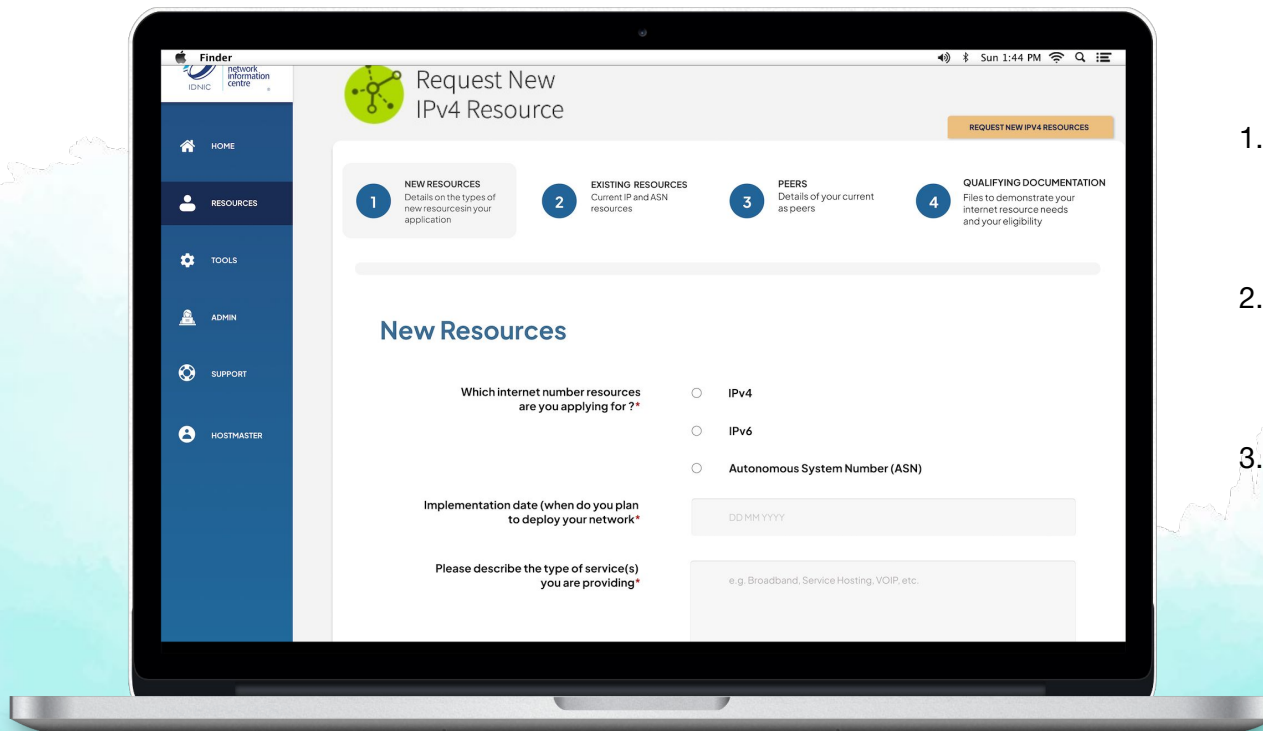 Finder
Sun 1:44 PM
network
information
centre
IDNIC
HOME
RESOURCES
TOOLS
ADMIN
SUPPORT
HOSTMASTER
Request New
IPv4 Resource
REQUEST NEW IPV4 RESOURCES
1
NEW RESOURCES
Details on the types of
new resourcesin your
application
2
EXISTING RESOURCES
Current IP and ASN
resources
3
PEERS
Details of your current
as peers
4
QUALIFYING DOCUMENTATION
Files to demonstrate your
internet resource needs
and your eligibility
New Resources
Which internet number resources
are you applying for ?*
IPv4
IPv6
Autonomous System Number (ASN)
Implementation date (when do you plan
to deploy your network*
DD MM YYYY
Please describe the type of service(s)
you are providing*
e.g. Broadband, Service Hosting, VOIP, etc.
1.
2.
3.